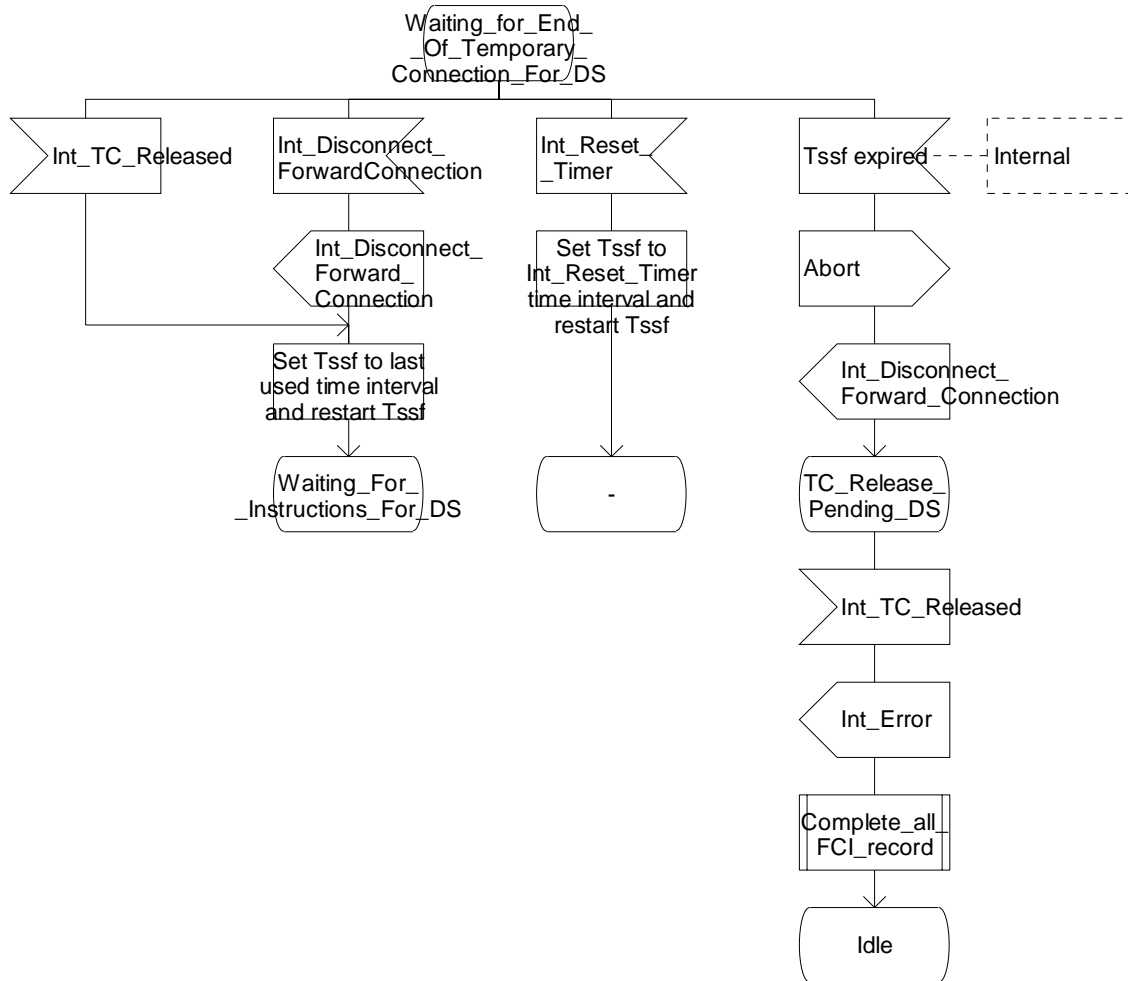 Waiting_for_End_
_Of_Temporary_
Connection_For_DS
Int_TC_Released
Int_Disconnect_
ForwardConnection
Int_Reset_
_Timer
Tssf expired
Internal
Int_Disconnect_
Forward_
Connection
Set Tssf to
Int_Reset_Timer
time interval and
restart Tssf
Abort
Set Tssf to last
used time interval
and restart Tssf
Int_Disconnect_
Forward_Connection
Waiting_For_
_Instructions_For_DS
-
TC_Release_
Pending_DS
Int_TC_Released
Int_Error
Complete_all_
FCI_record
Idle